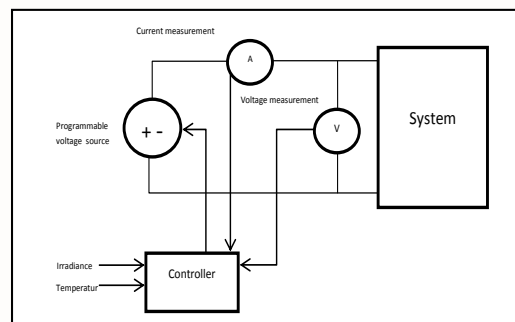 Current measurement
A
Voltage measurement
Programmable
voltage source
+ -
V
System
Irradiance
Temperatur
Controller